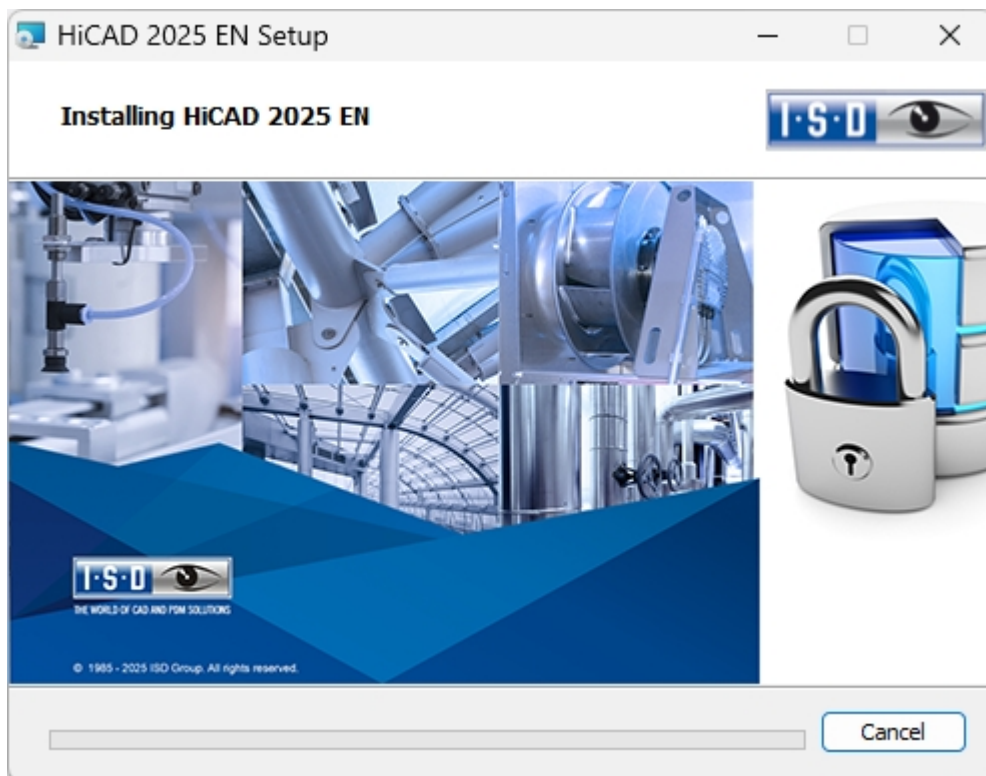 HiCAD 2025 EN Setup
Installing HiCAD 2025 EN
I·S·D
I·S·D
THE WORLD OF CAD AND PDM SOLUTIONS
© 1985 - 2025 ISD Group. All rights reserved.
Cancel